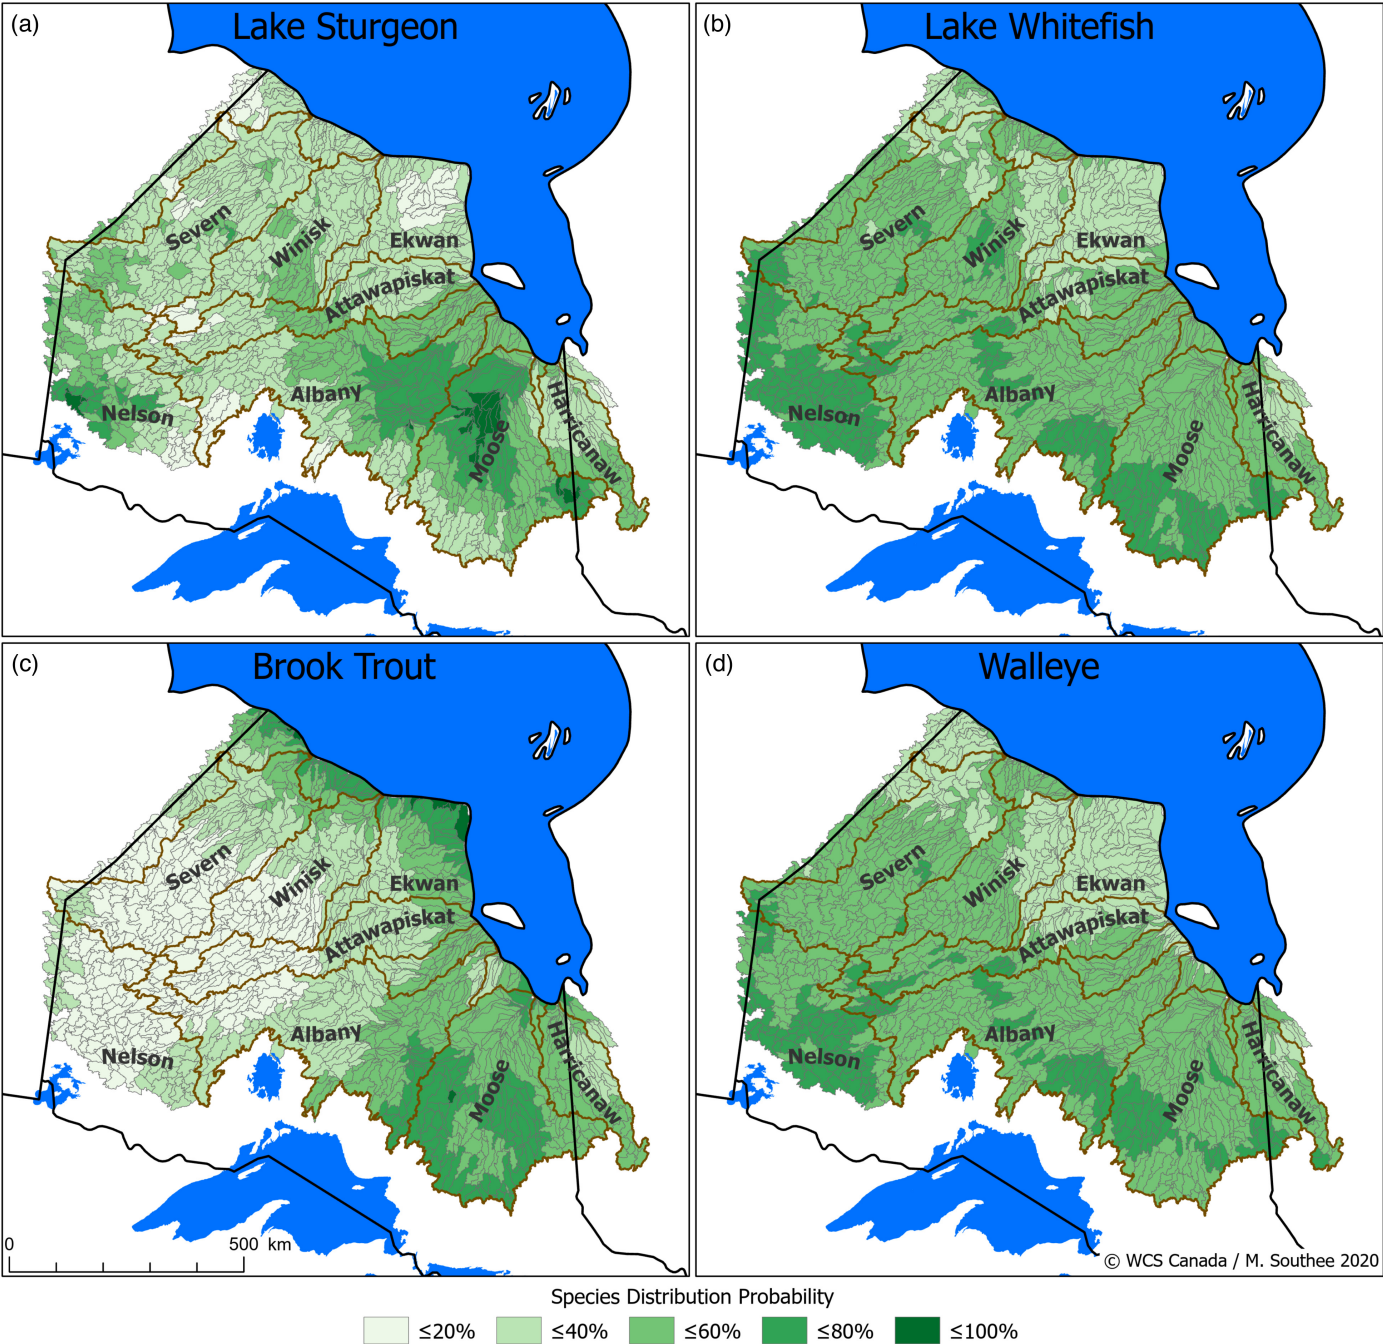 (a)
Lake Sturgeon
Severn
Winisk
Ekwan
Attawapiskat
Albany
Nelson
Moose
Harricanaw
(b)
Lake Whitefish
Severn
Winisk
Ekwan
Attawapiskat
Albany
Nelson
Moose
Harricanaw
(c)
Brook Trout
Severn
Winisk
Ekwan
Attawapiskat
Albany
Nelson
Moose
Harricanaw
0 500 km
(d)
Walleye
Severn
Winisk
Ekwan
Attawapiskat
Albany
Nelson
Moose
Harricanaw
© WCS Canada / M. Southee 2020
Species Distribution Probability
≤20% ≤40% ≤60% ≤80% ≤100%